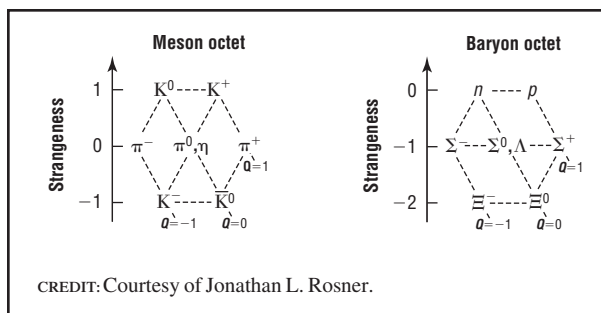 Meson octet
Strangeness
1
0
−1
K⁰ K⁺
π⁻ π⁰,η π⁺
Q=1
K⁻ K̅⁰
Q=−1 Q=0
Baryon octet
Strangeness
0
−1
−2
n p
Σ⁻ Σ⁰,Λ Σ⁺
Q=1
Ξ⁻ Ξ⁰
Q=−1 Q=0
CREDIT: Courtesy of Jonathan L. Rosner.